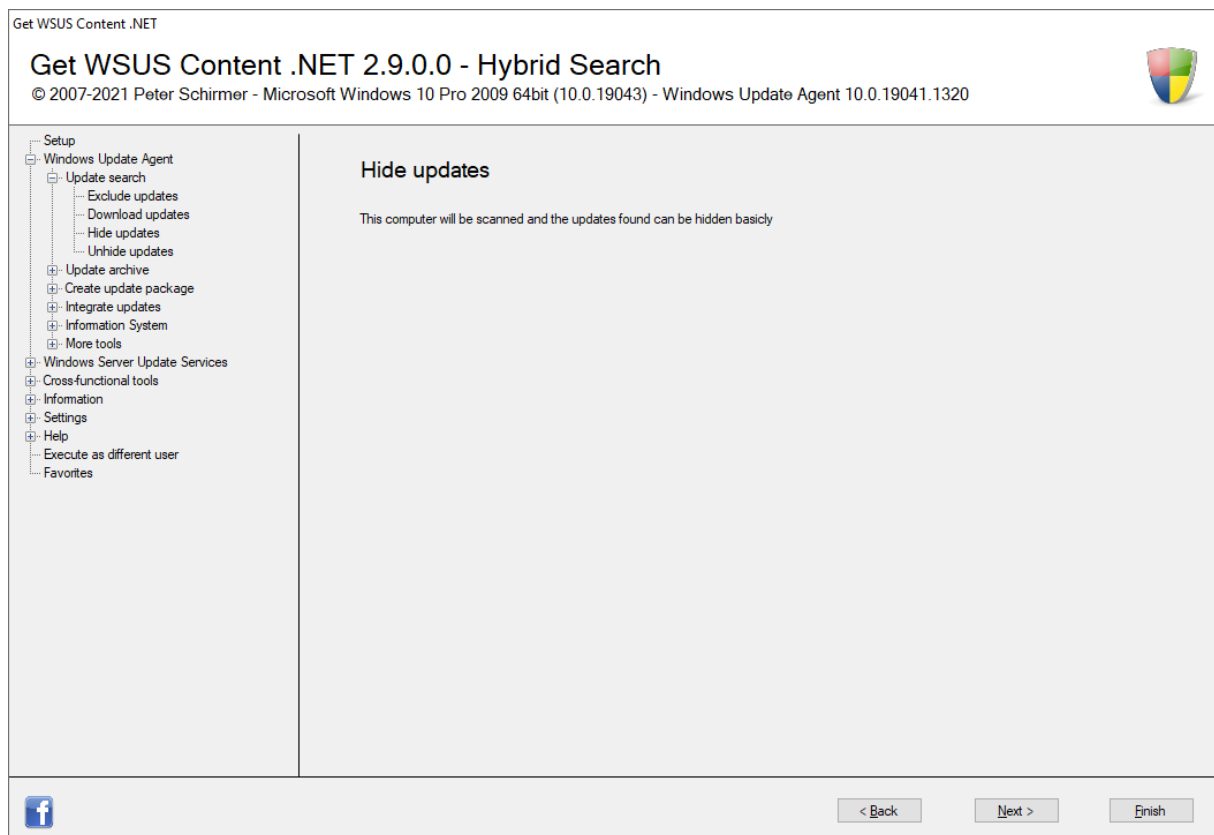 Get WSUS Content .NET
Get WSUS Content .NET 2.9.0.0 - Hybrid Search
© 2007-2021 Peter Schirmer - Microsoft Windows 10 Pro 2009 64bit (10.0.19043) - Windows Update Agent 10.0.19041.1320
Setup
Windows Update Agent
Update search
Exclude updates
Download updates
Hide updates
Unhide updates
Update archive
Create update package
Integrate updates
Information System
More tools
Windows Server Update Services
Cross-functional tools
Information
Settings
Help
Execute as different user
Favorites
Hide updates
This computer will be scanned and the updates found can be hidden basicly
f
< Back
Next >
Finish